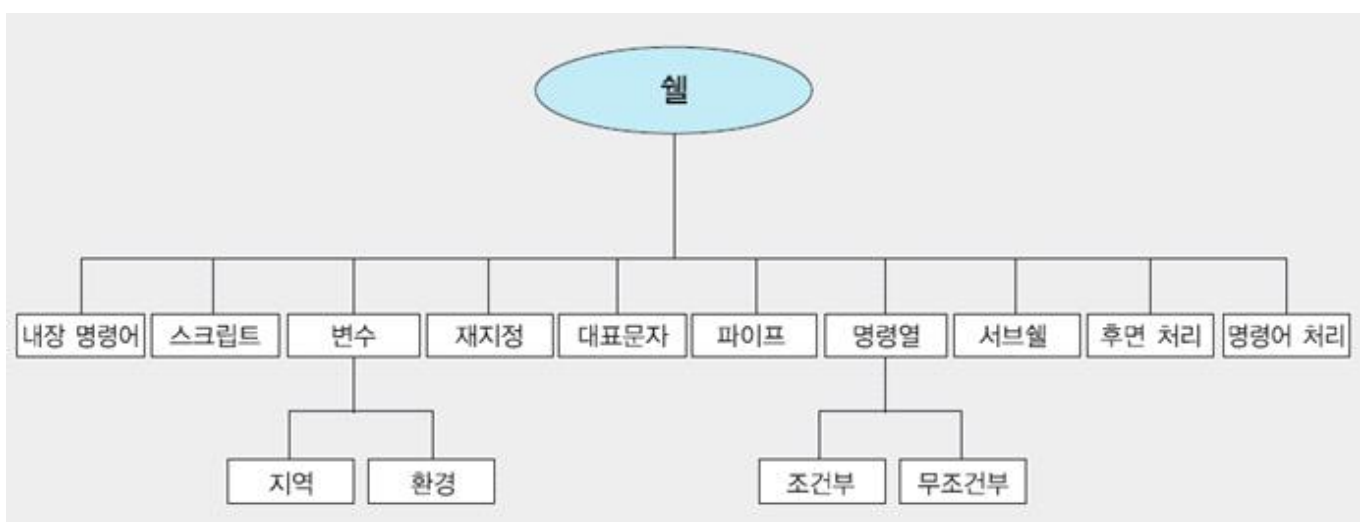 쉘
내장 명령어 스크립트 변수 재지정 대표문자 파이프 명령열 서브쉘 후면 처리 명령어 처리
지역 환경 조건부 무조건부